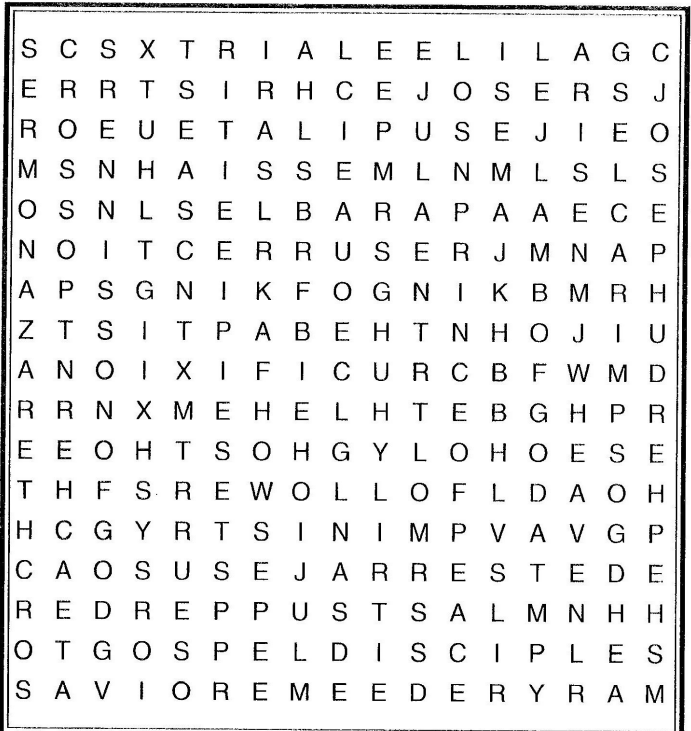 S C S X T R I A L E E L I L A G C
E R R T S I R H C E J O S E R S J
R O E U E T A L I P U S E J I E O
M S N H A I S S E M L N M L S L S
O S N L S E L B A R A P A A E C E
N O I T C E R R U S E R J M N A P
A P S G N I K F O G N I K B M R H
Z T S I T P A B E H T N H O J I U
A N O I X I F I C U R C B F W M D
R R N X M E H E L H T E B G H P R
E E O H T S O H G Y L O H O E S E
T H F S R E W O L L O F L D A O H
H C G Y R T S I N I M P V A V G P
C A O S U S E J A R R E S T E D E
R E D R E P P U S T S A L M N H H
O T G O S P E L D I S C I P L E S
S A V I O R E M E E D E R Y R A M